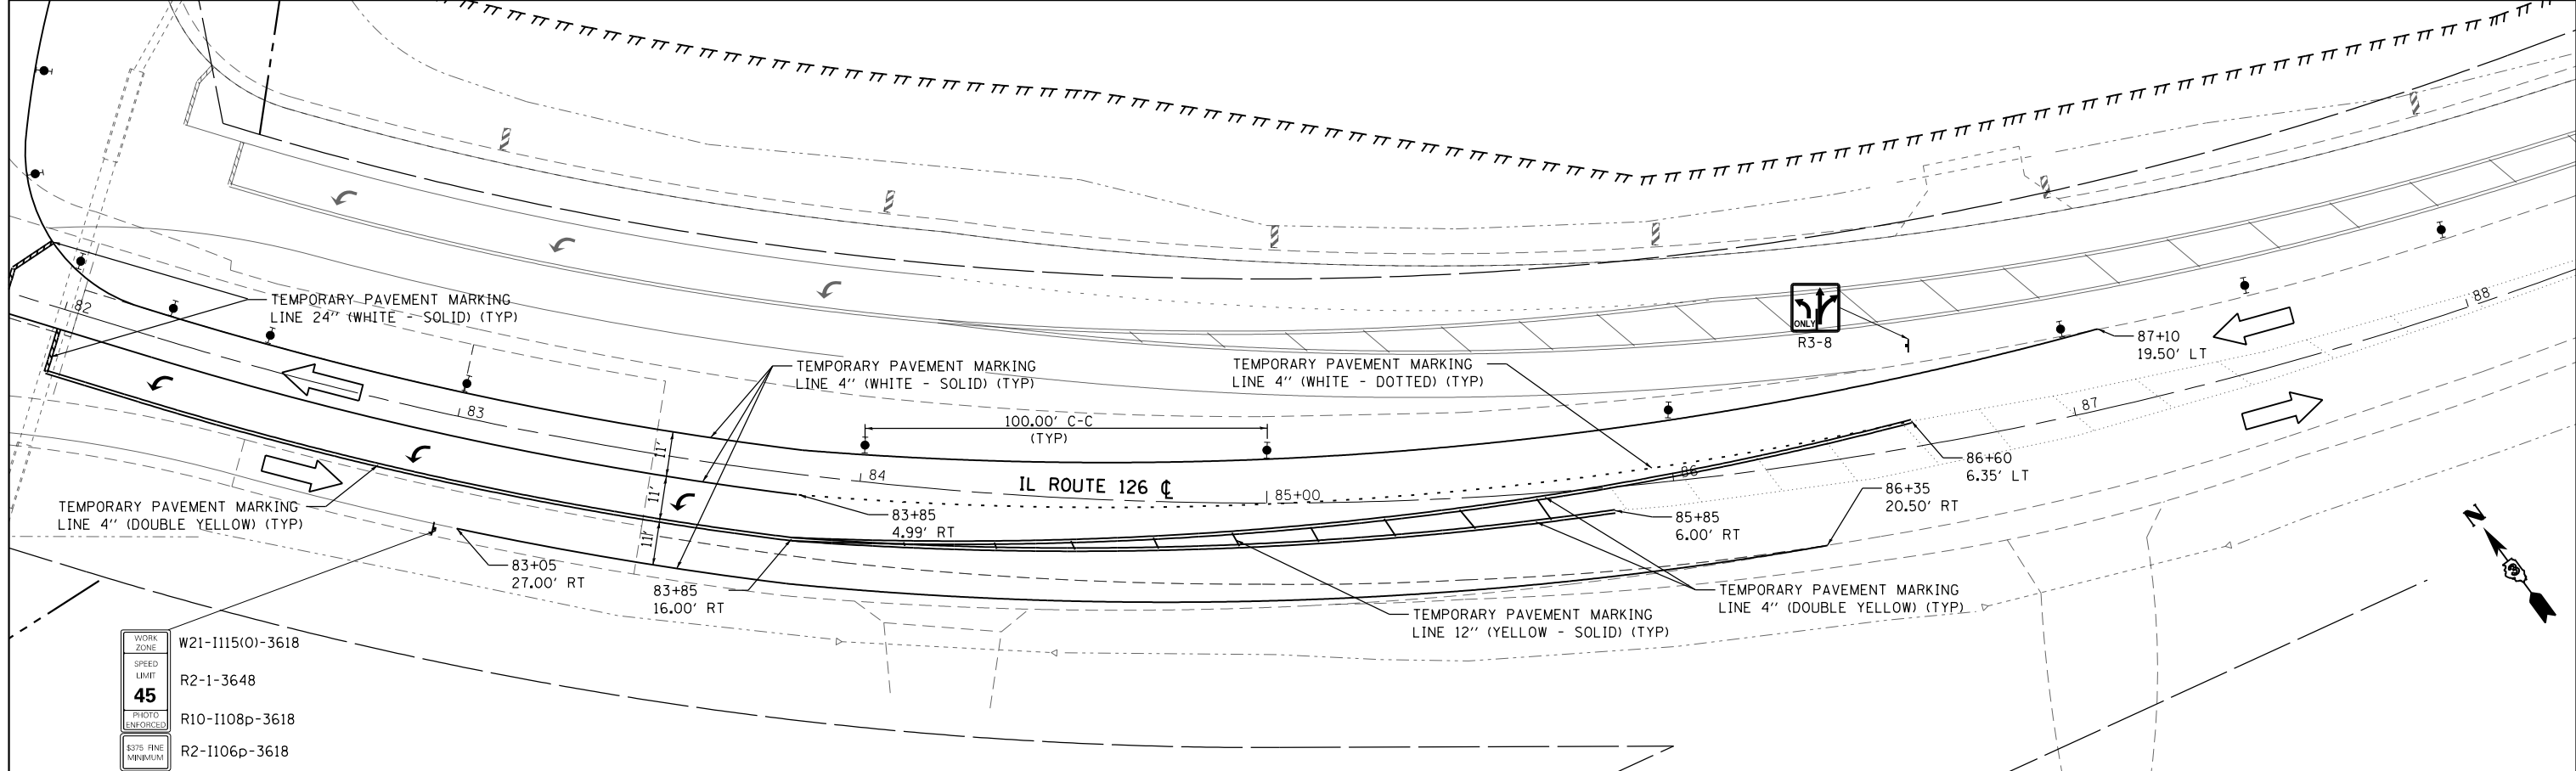 82
TEMPORARY PAVEMENT MARKING
LINE 24'' (WHITE - SOLID) (TYP)
83
TEMPORARY PAVEMENT MARKING
LINE 4'' (WHITE - SOLID) (TYP)
TEMPORARY PAVEMENT MARKING
LINE 4'' (WHITE - DOTTED) (TYP)
ONLY
R3-8
87+10
19.50' LT
88
87
100.00' C-C
(TYP)
11'
11'
11'
84
IL ROUTE 126 ℄
85+00
86
86+60
6.35' LT
86+35
20.50' RT
TEMPORARY PAVEMENT MARKING
LINE 4'' (DOUBLE YELLOW) (TYP)
83+85
4.99' RT
85+85
6.00' RT
83+05
27.00' RT
83+85
16.00' RT
TEMPORARY PAVEMENT MARKING
LINE 12'' (YELLOW - SOLID) (TYP)
TEMPORARY PAVEMENT MARKING
LINE 4'' (DOUBLE YELLOW) (TYP)
N
WORK
ZONE
W21-I115(O)-3618
SPEED
LIMIT
45
R2-1-3648
PHOTO
ENFORCED
R10-I108p-3618
$375 FINE
MINIMUM
R2-I106p-3618